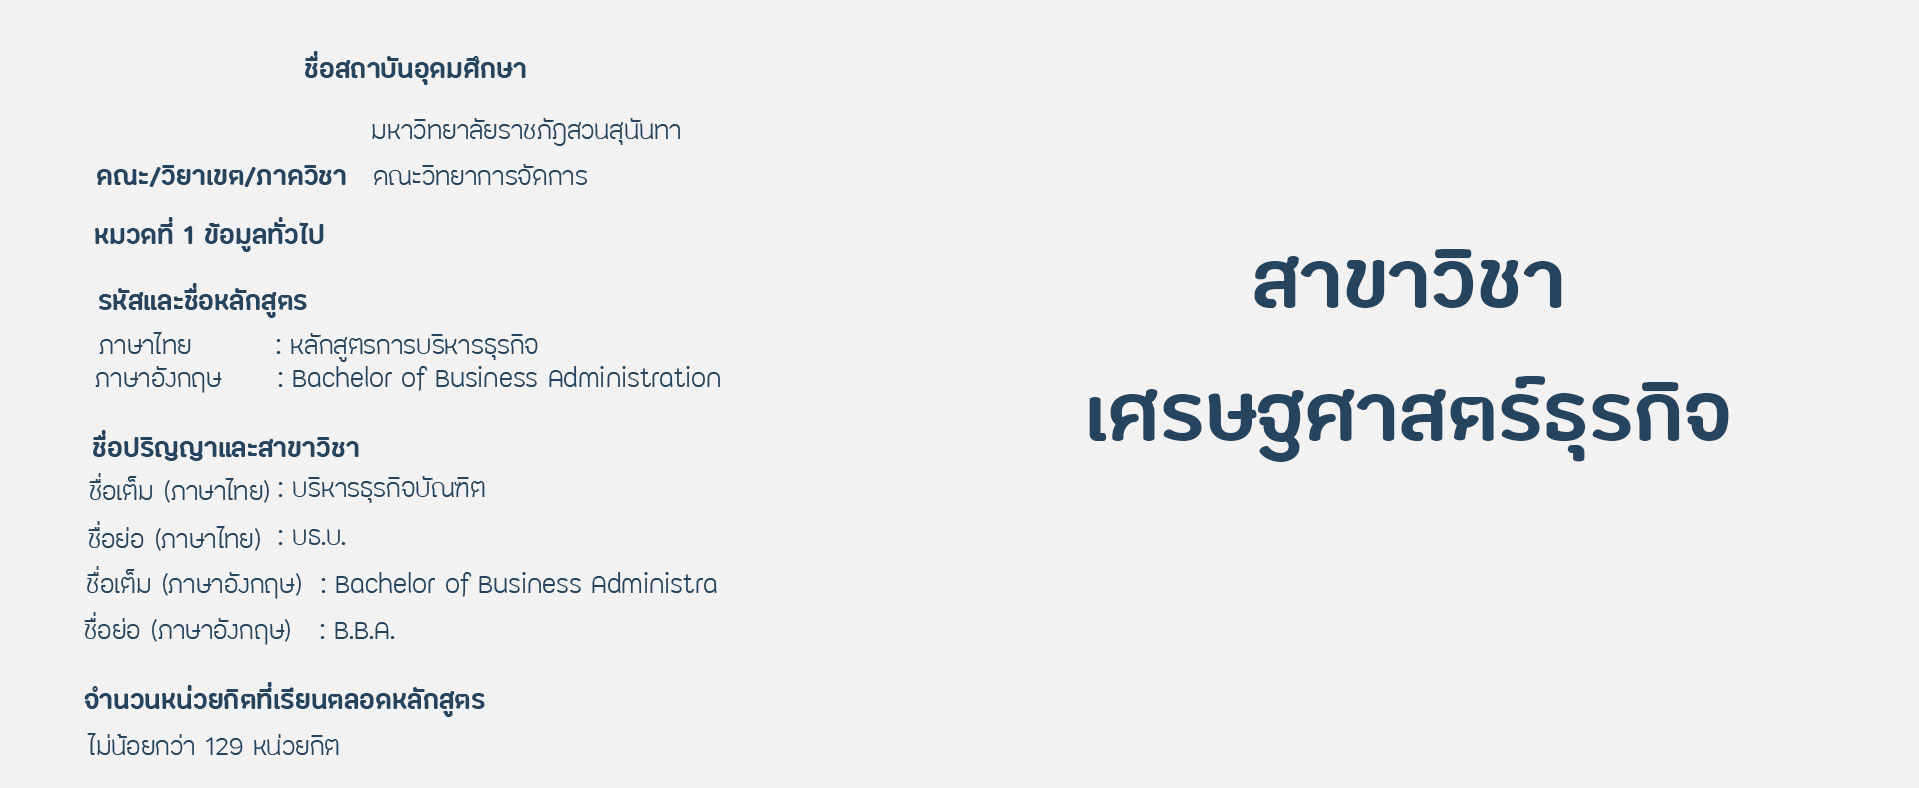 ชื่อสถาบันอุดมศึกษา
มหาวิทยาลัยราชภัฏสวนสุนันทา
คณะ/วิยาเขต/ภาควิชา คณะวิทยาการจัดการ
หมวดที่ 1 ข้อมูลทั่วไป
รหัสและชื่อหลักสูตร
ภาษาไทย : หลักสูตรการบริหารธุรกิจ
ภาษาอังกฤษ : Bachelor of Business Administration
ชื่อปริญญาและสาขาวิชา
ชื่อเต็ม (ภาษาไทย) : บริหารธุรกิจบัณฑิต
ชื่อย่อ (ภาษาไทย) : บธ.บ.
ชื่อเต็ม (ภาษาอังกฤษ) : Bachelor of Business Administra
ชื่อย่อ (ภาษาอังกฤษ) : B.B.A.
จำนวนหน่วยกิตที่เรียนตลอดหลักสูตร
ไม่น้อยกว่า 129 หน่วยกิต
สาขาวิชา
เศรษฐศาสตร์ธุรกิจ